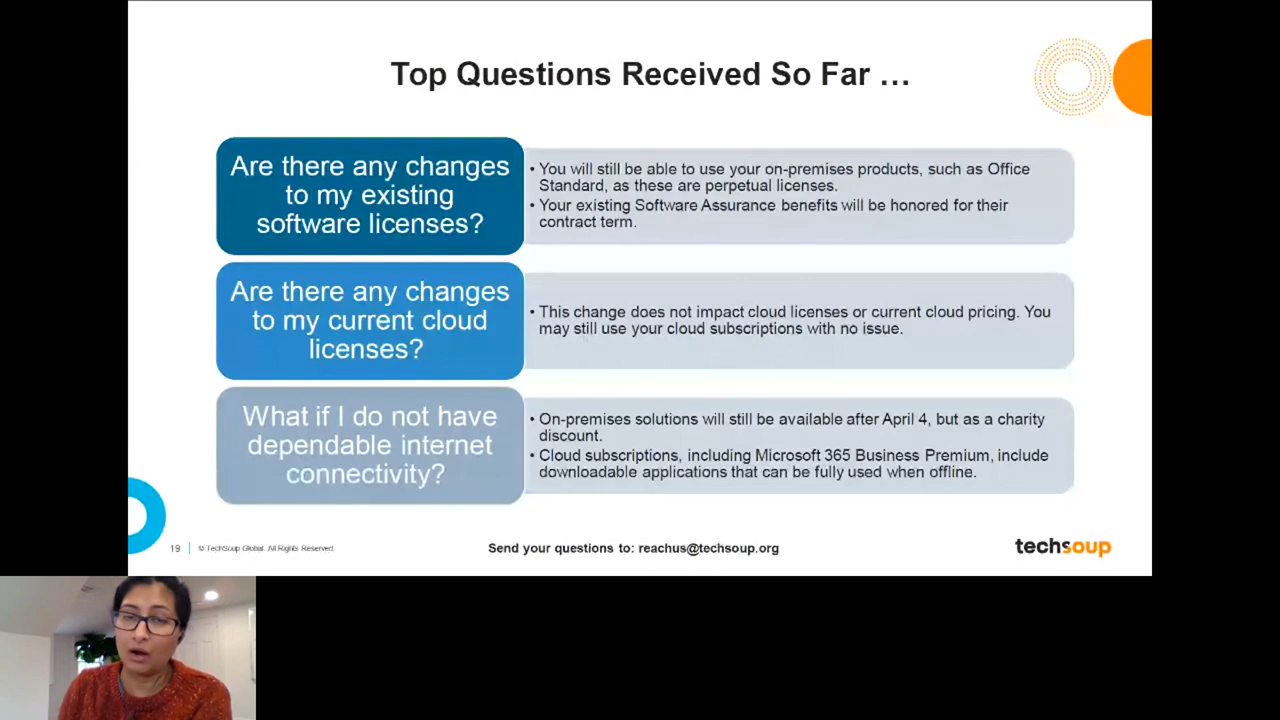 Top Questions Received So Far …
Are there any changes
to my existing
software licenses?
• You will still be able to use your on-premises products, such as Office
Standard, as these are perpetual licenses.
• Your existing Software Assurance benefits will be honored for their
contract term.
Are there any changes
to my current cloud
licenses?
• This change does not impact cloud licenses or current cloud pricing. You
may still use your cloud subscriptions with no issue.
What if I do not have
dependable internet
connectivity?
• On-premises solutions will still be available after April 4, but as a charity
discount.
• Cloud subscriptions, including Microsoft 365 Business Premium, include
downloadable applications that can be fully used when offline.
19
© TechSoup Global. All Rights Reserved.
Send your questions to: reachus@techsoup.org
techsoup